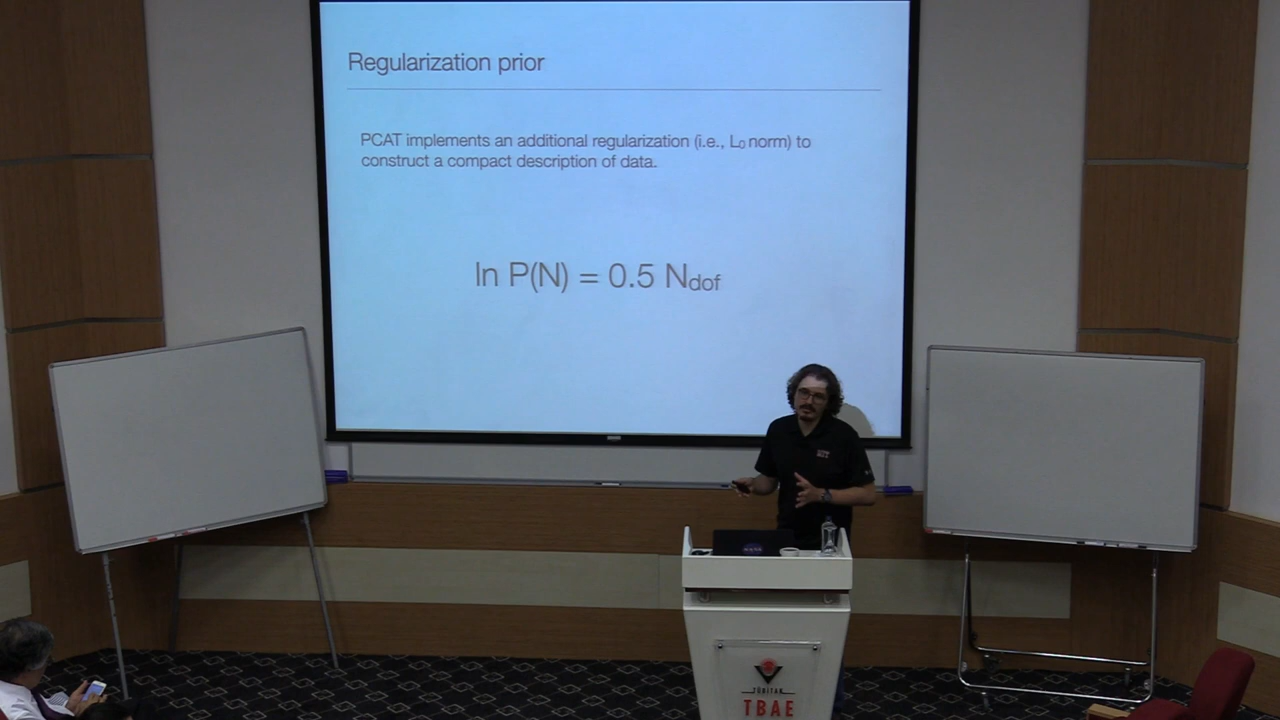 Regularization prior
PCAT implements an additional regularization (i.e., L₀ norm) to
construct a compact description of data.
ln P(N) = 0.5 Ndof
NASA
TÜBİTAK
TBAE